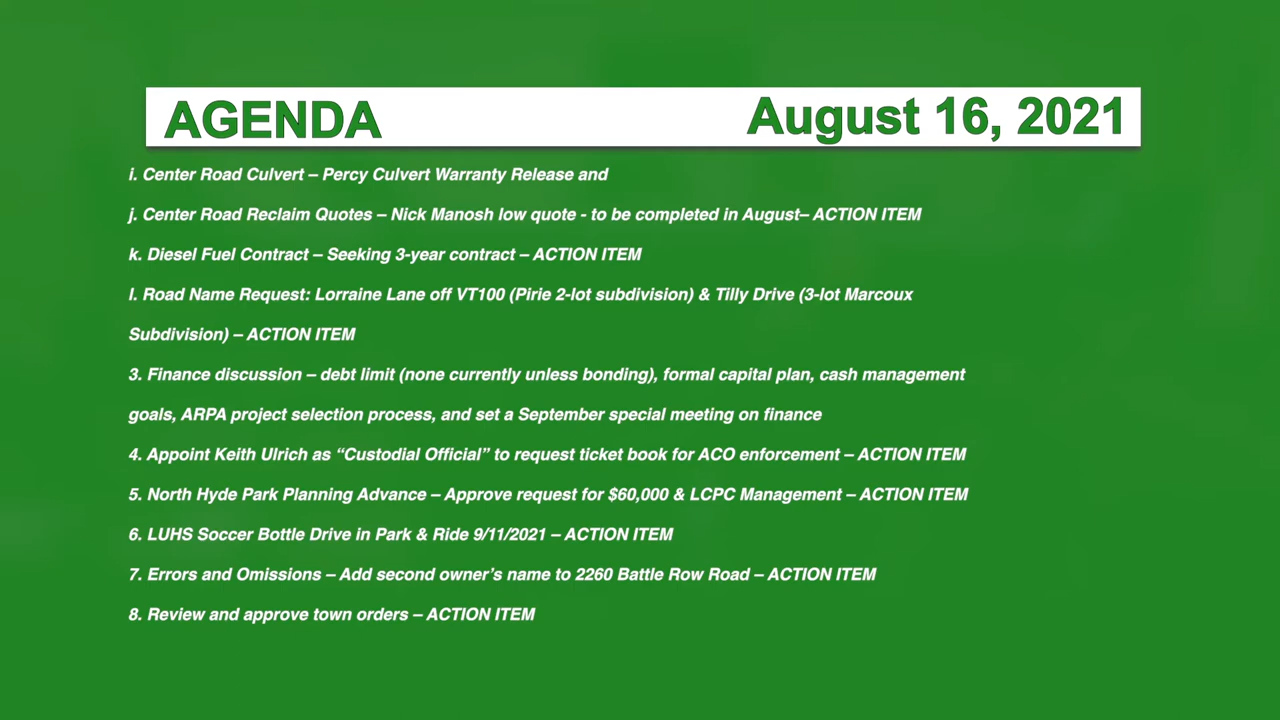 AGENDA August 16, 2021
i. Center Road Culvert – Percy Culvert Warranty Release and
j. Center Road Reclaim Quotes – Nick Manosh low quote - to be completed in August– ACTION ITEM
k. Diesel Fuel Contract – Seeking 3-year contract – ACTION ITEM
l. Road Name Request: Lorraine Lane off VT100 (Pirie 2-lot subdivision) & Tilly Drive (3-lot Marcoux
Subdivision) – ACTION ITEM
3. Finance discussion – debt limit (none currently unless bonding), formal capital plan, cash management
goals, ARPA project selection process, and set a September special meeting on finance
4. Appoint Keith Ulrich as “Custodial Official” to request ticket book for ACO enforcement – ACTION ITEM
5. North Hyde Park Planning Advance – Approve request for $60,000 & LCPC Management – ACTION ITEM
6. LUHS Soccer Bottle Drive in Park & Ride 9/11/2021 – ACTION ITEM
7. Errors and Omissions – Add second owner’s name to 2260 Battle Row Road – ACTION ITEM
8. Review and approve town orders – ACTION ITEM